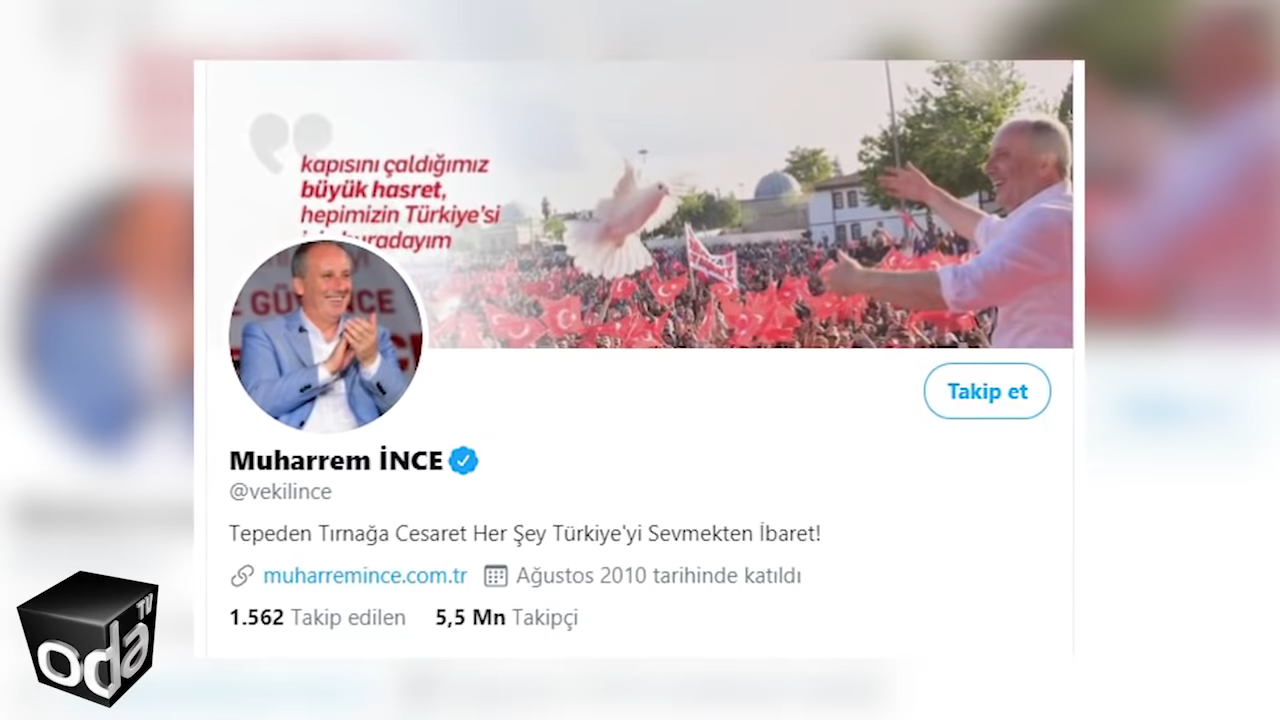 kapısını çaldığımız
büyük hasret,
hepimizin Türkiye'si
buradayım
GÜ İNCE
Takip et
Muharrem İNCE
@vekilince
Tepeden Tırnağa Cesaret Her Şey Türkiye'yi Sevmekten İbaret!
muharremince.com.tr Ağustos 2010 tarihinde katıldı
1.562 Takip edilen 5,5 Mn Takipçi
oda TV